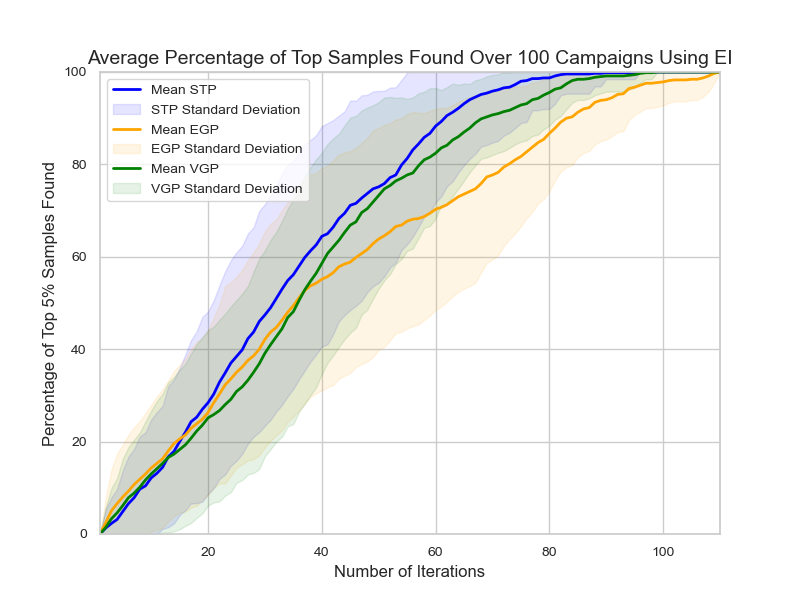 Average Percentage of Top Samples Found Over 100 Campaigns Using EI
100
80
60
40
20
0
Percentage of Top 5% Samples Found
Mean STP
STP Standard Deviation
Mean EGP
EGP Standard Deviation
Mean VGP
VGP Standard Deviation
20 40 60 80 100
Number of Iterations